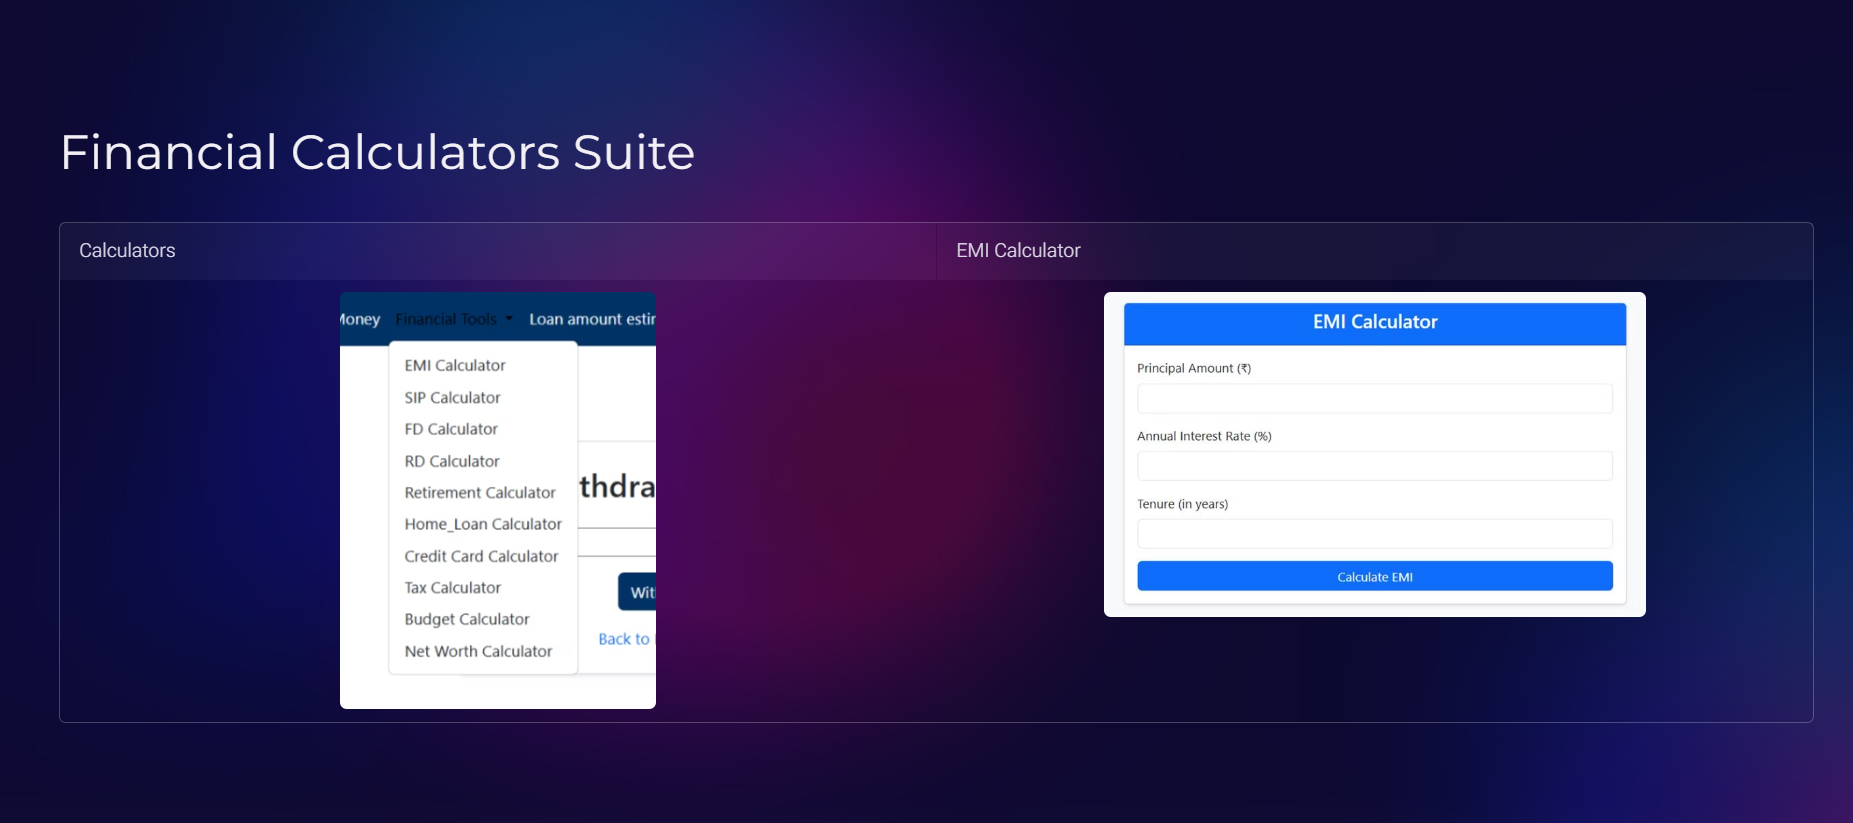 Financial Calculators Suite
Calculators
EMI Calculator
Money Financial Tools Loan amount estir
EMI Calculator
SIP Calculator
FD Calculator
RD Calculator
Retirement Calculator
thdra
Home_Loan Calculator
Credit Card Calculator
Tax Calculator
Wit
Budget Calculator
Back to
Net Worth Calculator
EMI Calculator
Principal Amount (₹)
Annual Interest Rate (%)
Tenure (in years)
Calculate EMI